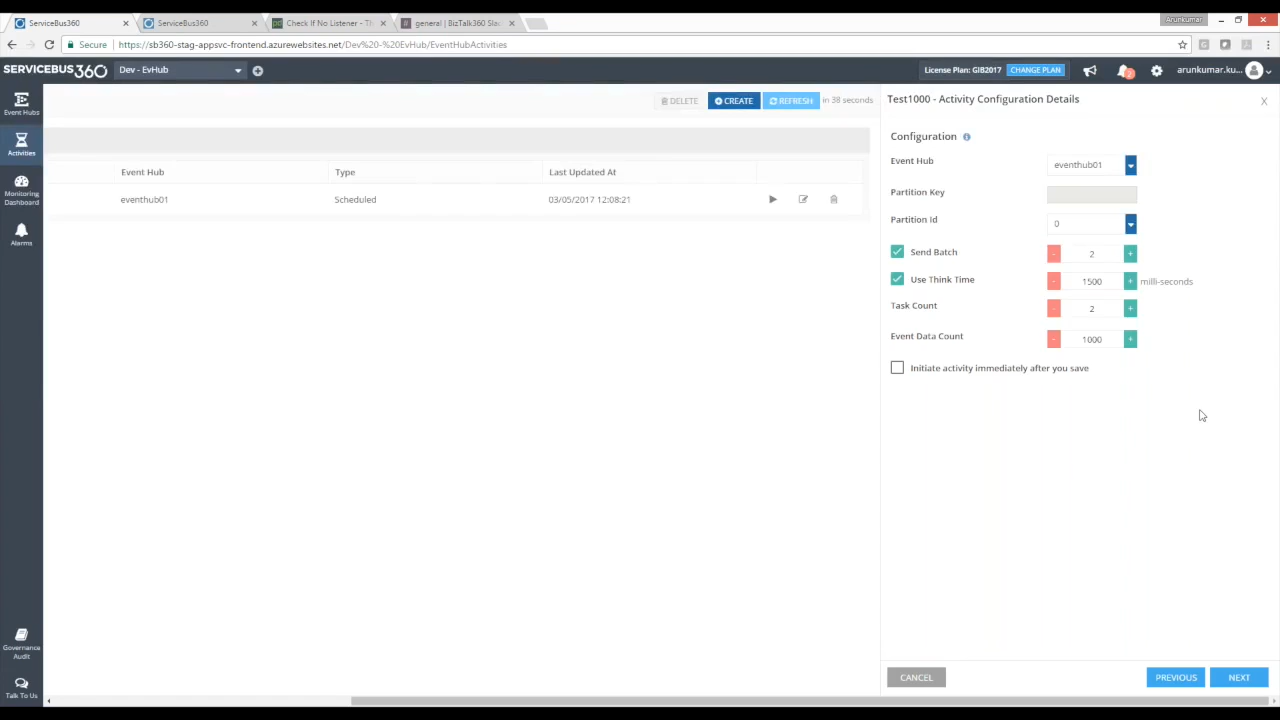 ServiceBus360
ServiceBus360
Check If No Listener - Th
general | BizTalk360 Sla
Arunkumar
Secure
https://sb360-stag-appsvc-frontend.azurewebsites.net/Dev%20-%20EvHub/EventHubActivities
SERVICEBUS360
Dev - EvHub
License Plan: GIB2017
CHANGE PLAN
2
arunkumar.ku...
Event Hubs
Activities
Monitoring
Dashboard
Alarms
Governance
Audit
Talk To Us
DELETE
CREATE
REFRESH
in 38 seconds
Event Hub
Type
Last Updated At
eventhub01
Scheduled
03/05/2017 12:08:21
Test1000 - Activity Configuration Details
X
Configuration
Event Hub
eventhub01
Partition Key
Partition Id
0
Send Batch
- 2 +
Use Think Time
- 1500 + milli-seconds
Task Count
- 2 +
Event Data Count
- 1000 +
Initiate activity immediately after you save
CANCEL
PREVIOUS
NEXT